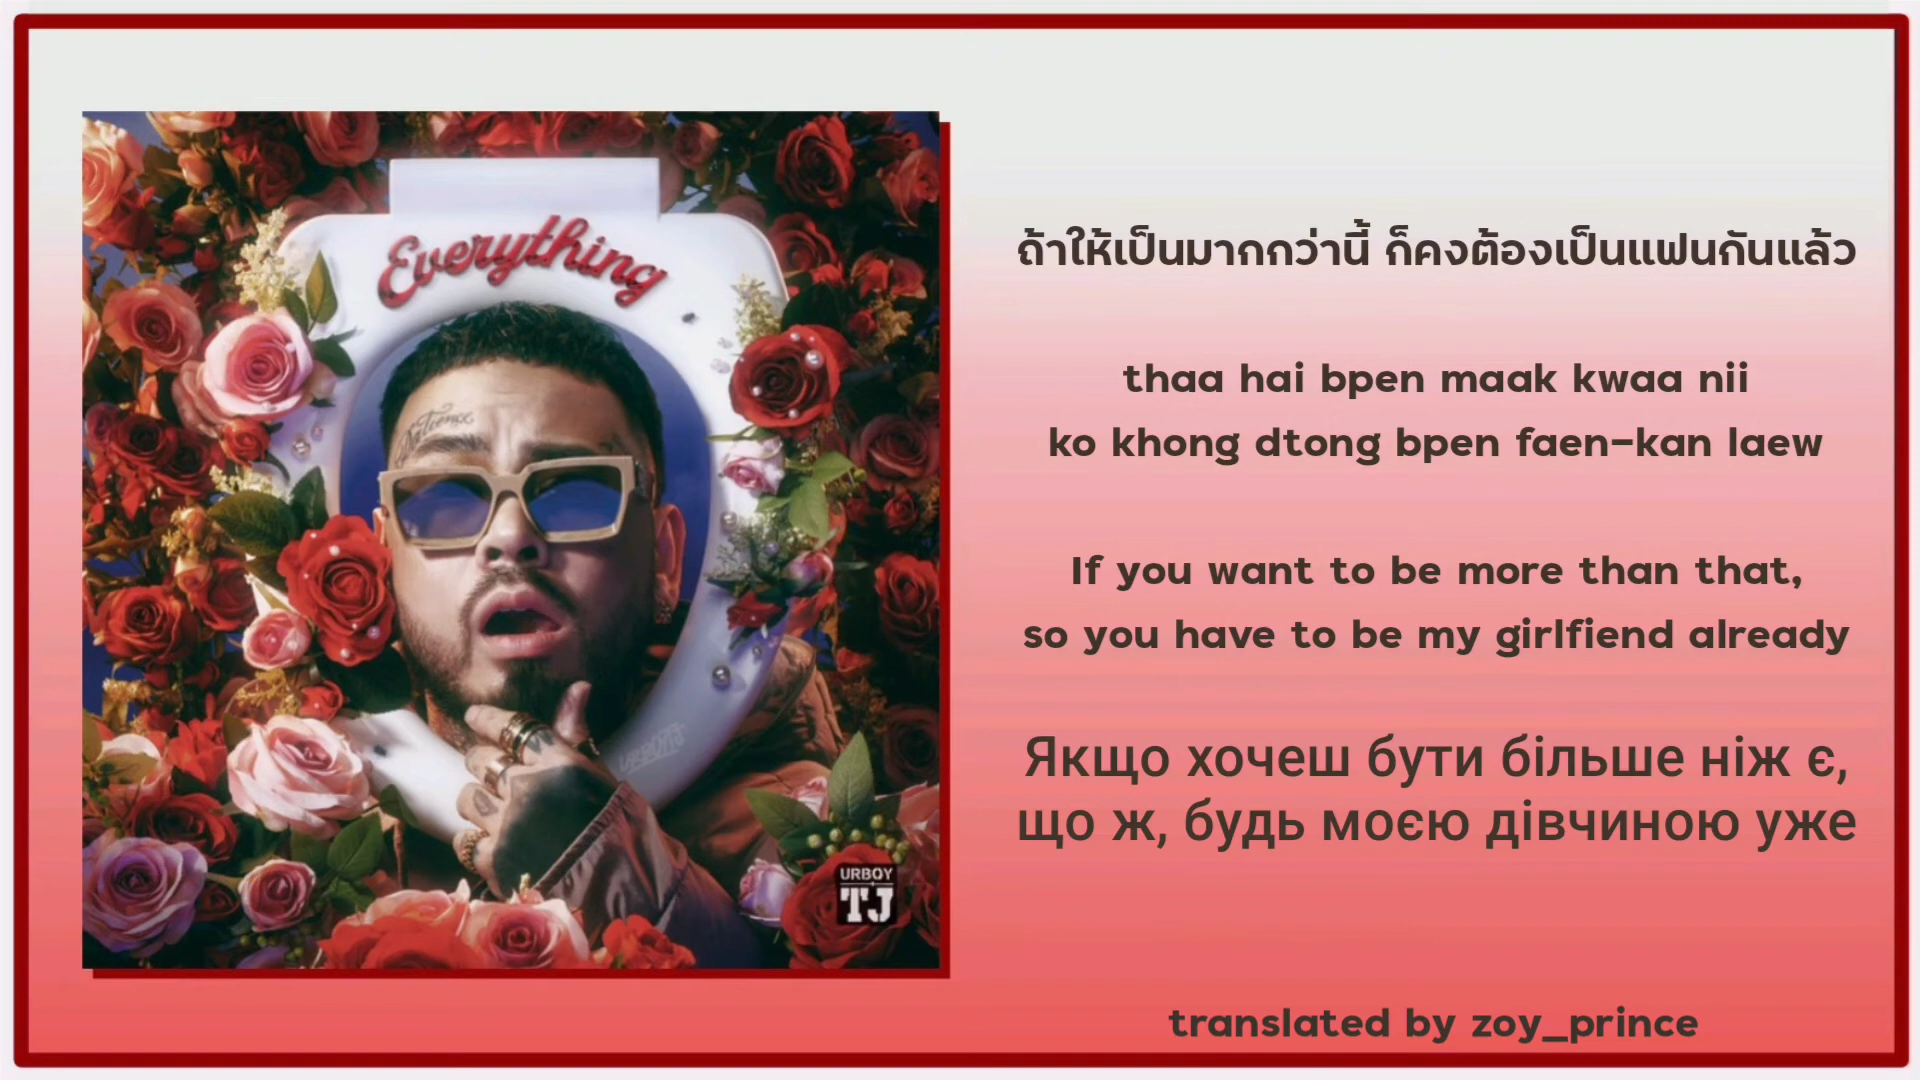 Everything
Patience
URBOY
TJ
ถ้าให้เป็นมากกว่านี้ ก็คงต้องเป็นแฟนกันแล้ว
thaa hai bpen maak kwaa nii
ko khong dtong bpen faen-kan laew
If you want to be more than that,
so you have to be my girlfiend already
Якщо хочеш бути більше ніж є,
що ж, будь моєю дівчиною уже
translated by zoy_prince